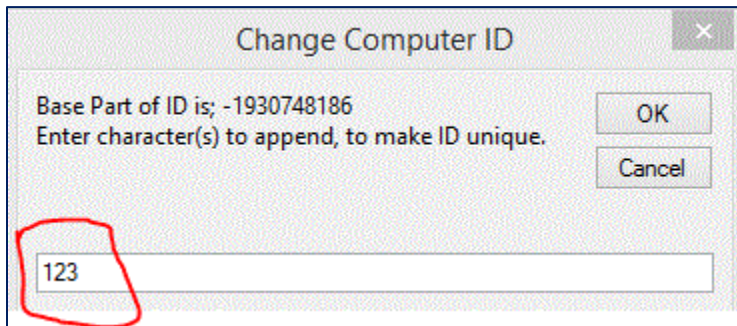 Change Computer ID
Base Part of ID is; -1930748186
Enter character(s) to append, to make ID unique.
OK
Cancel
123